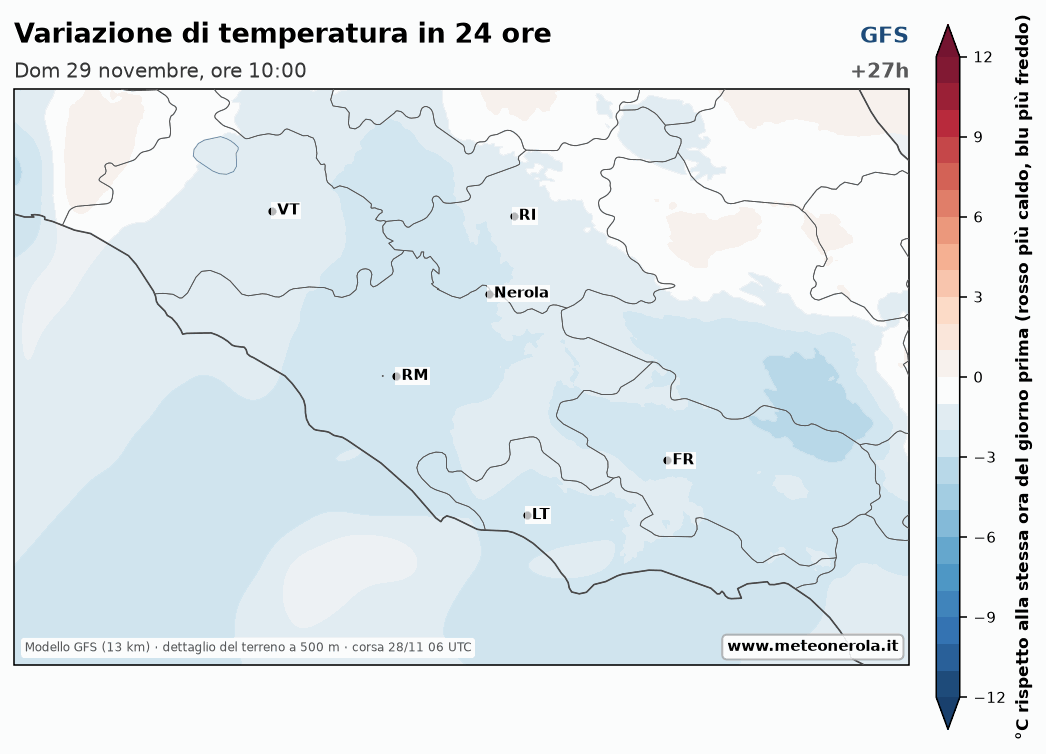 Variazione di temperatura in 24 ore
GFS
Dom 29 novembre, ore 10:00
+27h
VT
RI
Nerola
RM
FR
LT
Modello GFS (13 km) · dettaglio del terreno a 500 m · corsa 28/11 06 UTC
www.meteonerola.it
12
9
6
3
0
−3
−6
−9
−12
°C rispetto alla stessa ora del giorno prima (rosso più caldo, blu più freddo)